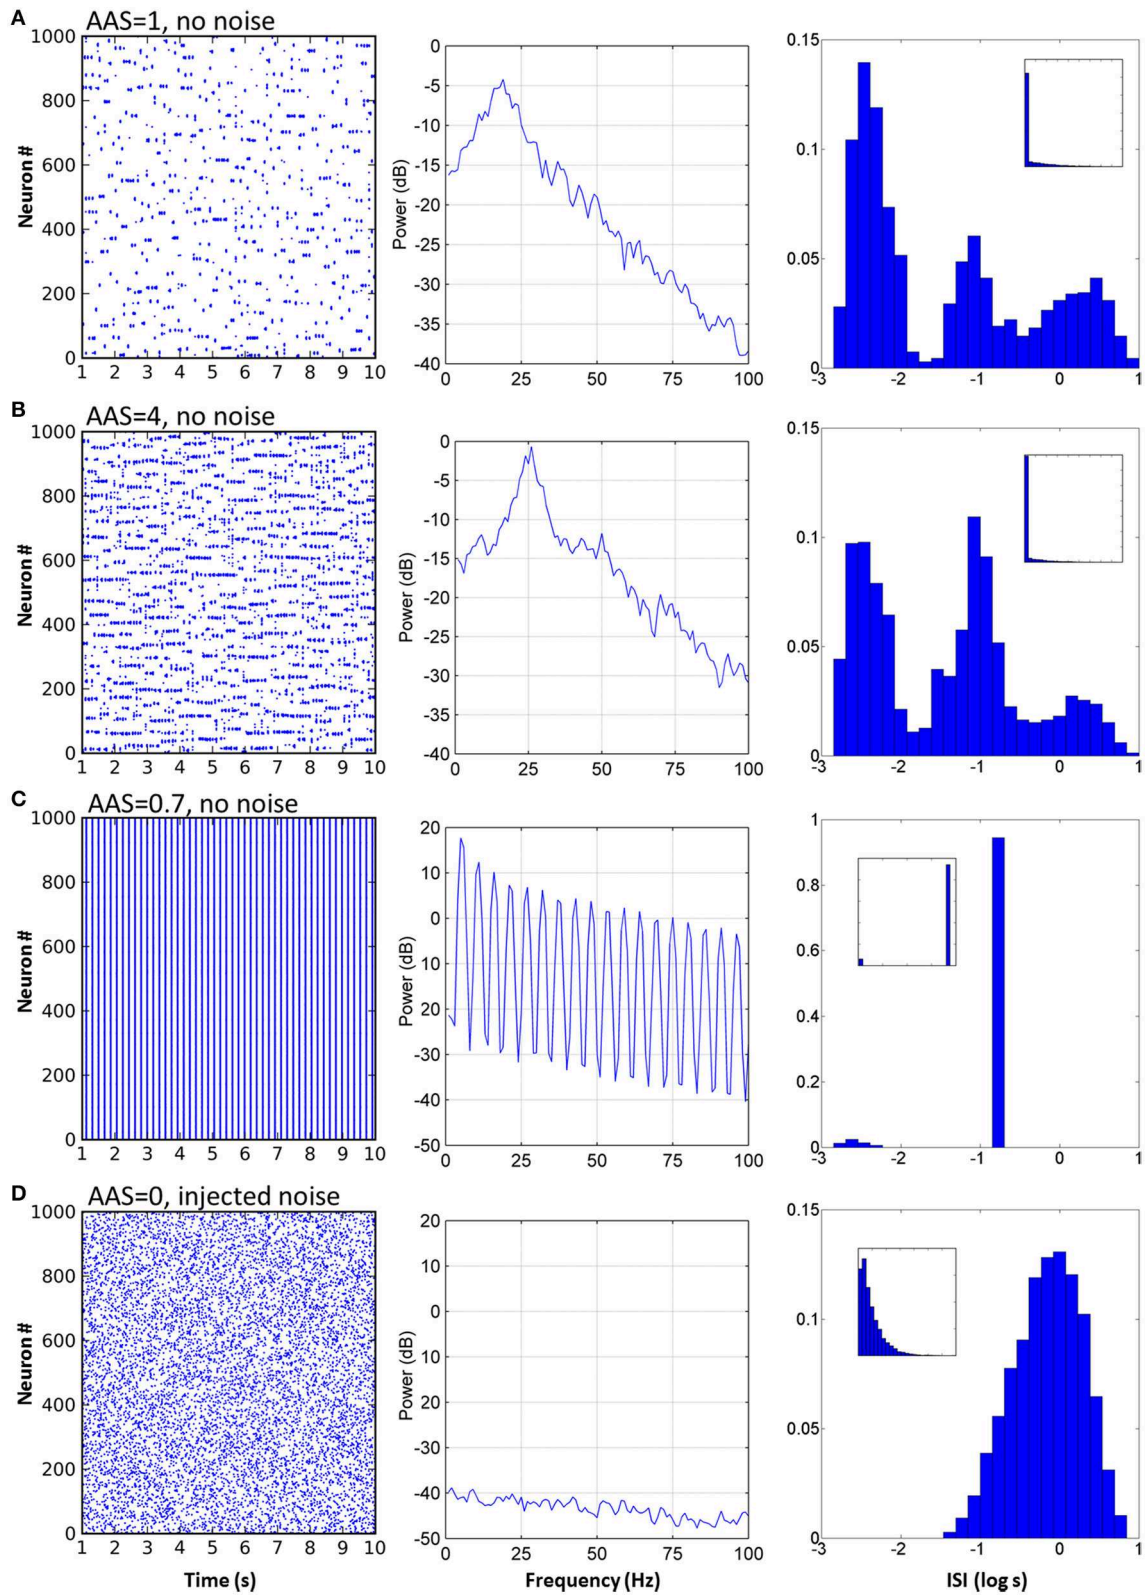 A
AAS=1, no noise
1000
800
600
400
200
0
Neuron #
1 2 3 4 5 6 7 8 9 10
0
-5
-10
-15
-20
-25
-30
-35
-40
Power (dB)
0 25 50 75 100
0.15
0.1
0.05
0
-3 -2 -1 0 1
B
AAS=4, no noise
1000
800
600
400
200
0
Neuron #
1 2 3 4 5 6 7 8 9 10
0
-5
-10
-15
-20
-25
-30
-35
-40
Power (dB)
0 25 50 75 100
0.15
0.1
0.05
0
-3 -2 -1 0 1
C
AAS=0.7, no noise
1000
800
600
400
200
0
Neuron #
1 2 3 4 5 6 7 8 9 10
20
10
0
-10
-20
-30
-40
-50
Power (dB)
0 25 50 75 100
1
0.8
0.6
0.4
0.2
0
-3 -2 -1 0 1
D
AAS=0, injected noise
1000
800
600
400
200
0
Neuron #
1 2 3 4 5 6 7 8 9 10
Time (s)
20
10
0
-10
-20
-30
-40
-50
Power (dB)
0 25 50 75 100
Frequency (Hz)
0.15
0.1
0.05
0
-3 -2 -1 0 1
ISI (log s)